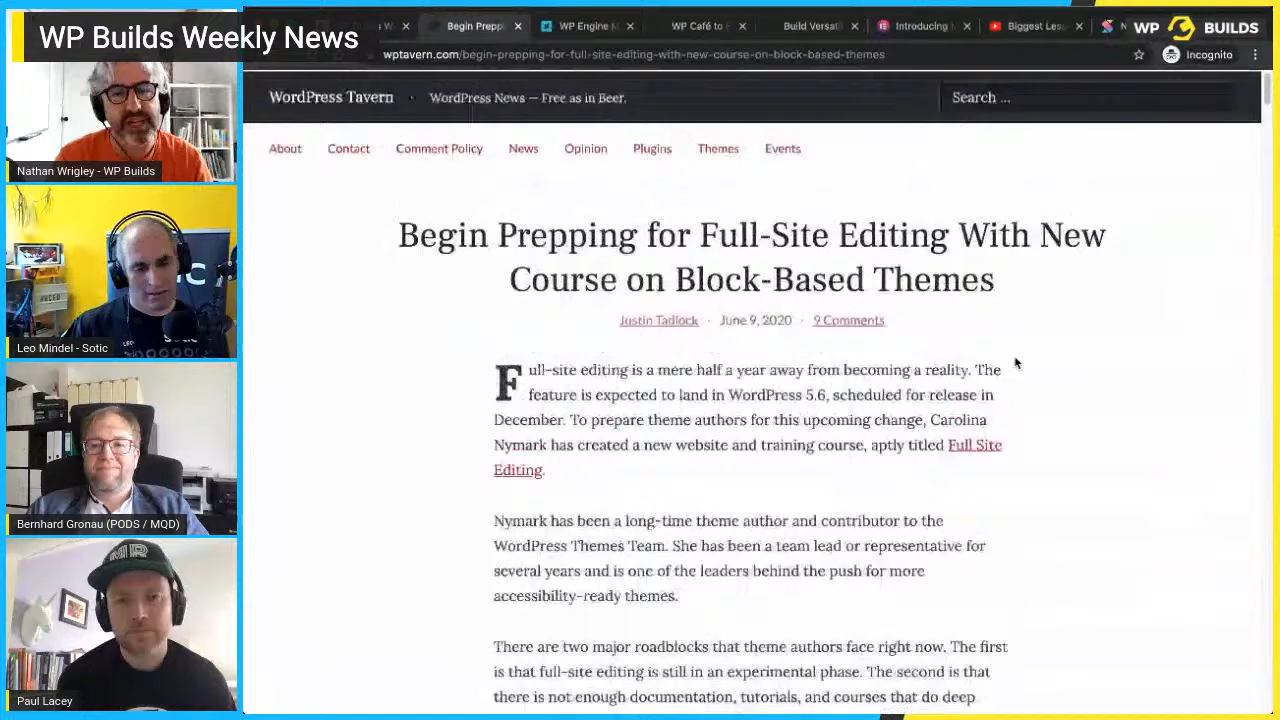 WP Builds Weekly News
Nathan Wrigley - WP Builds
Leo Mindel - Sotic
Bernhard Gronau (PODS / MQD)
MR
Paul Lacey
Begin Prepp
WP Engine
WP Café to
Build Versat
Introducing
Biggest Les
WP BUILDS
wptavern.com/begin-prepping-for-full-site-editing-with-new-course-on-block-based-themes
Incognito
WordPress Tavern · WordPress News — Free as in Beer.
Search ...
About Contact Comment Policy News Opinion Plugins Themes Events
Begin Prepping for Full-Site Editing With New
Course on Block-Based Themes
Justin Tadlock · June 9, 2020 · 9 Comments
Full-site editing is a mere half a year away from becoming a reality. The
feature is expected to land in WordPress 5.6, scheduled for release in
December. To prepare theme authors for this upcoming change, Carolina
Nymark has created a new website and training course, aptly titled Full Site
Editing.
Nymark has been a long-time theme author and contributor to the
WordPress Themes Team. She has been a team lead or representative for
several years and is one of the leaders behind the push for more
accessibility-ready themes.
There are two major roadblocks that theme authors face right now. The first
is that full-site editing is still in an experimental phase. The second is that
there is not enough documentation, tutorials, and courses that do deep